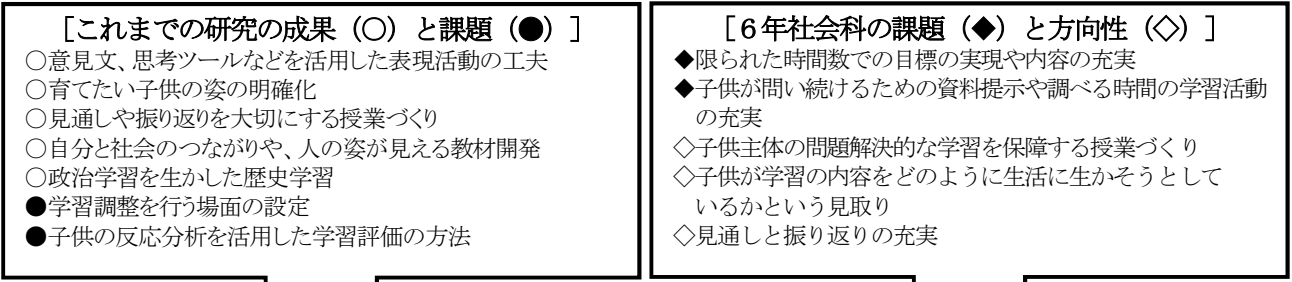 [これまでの研究の成果(○)と課題(●)]
○意見文、思考ツールなどを活用した表現活動の工夫
○育てたい子供の姿の明確化
○見通しや振り返りを大切にする授業づくり
○自分と社会のつながりや、人の姿が見える教材開発
○政治学習を生かした歴史学習
●学習調整を行う場面の設定
●子供の反応分析を活用した学習評価の方法
[6年社会科の課題(◆)と方向性(◇)]
◆限られた時間数での目標の実現や内容の充実
◆子供が問い続けるための資料提示や調べる時間の学習活動
の充実
◇子供主体の問題解決的な学習を保障する授業づくり
◇子供が学習の内容をどのように生活に生かそうとして
いるかという見取り
◇見通しと振り返りの充実